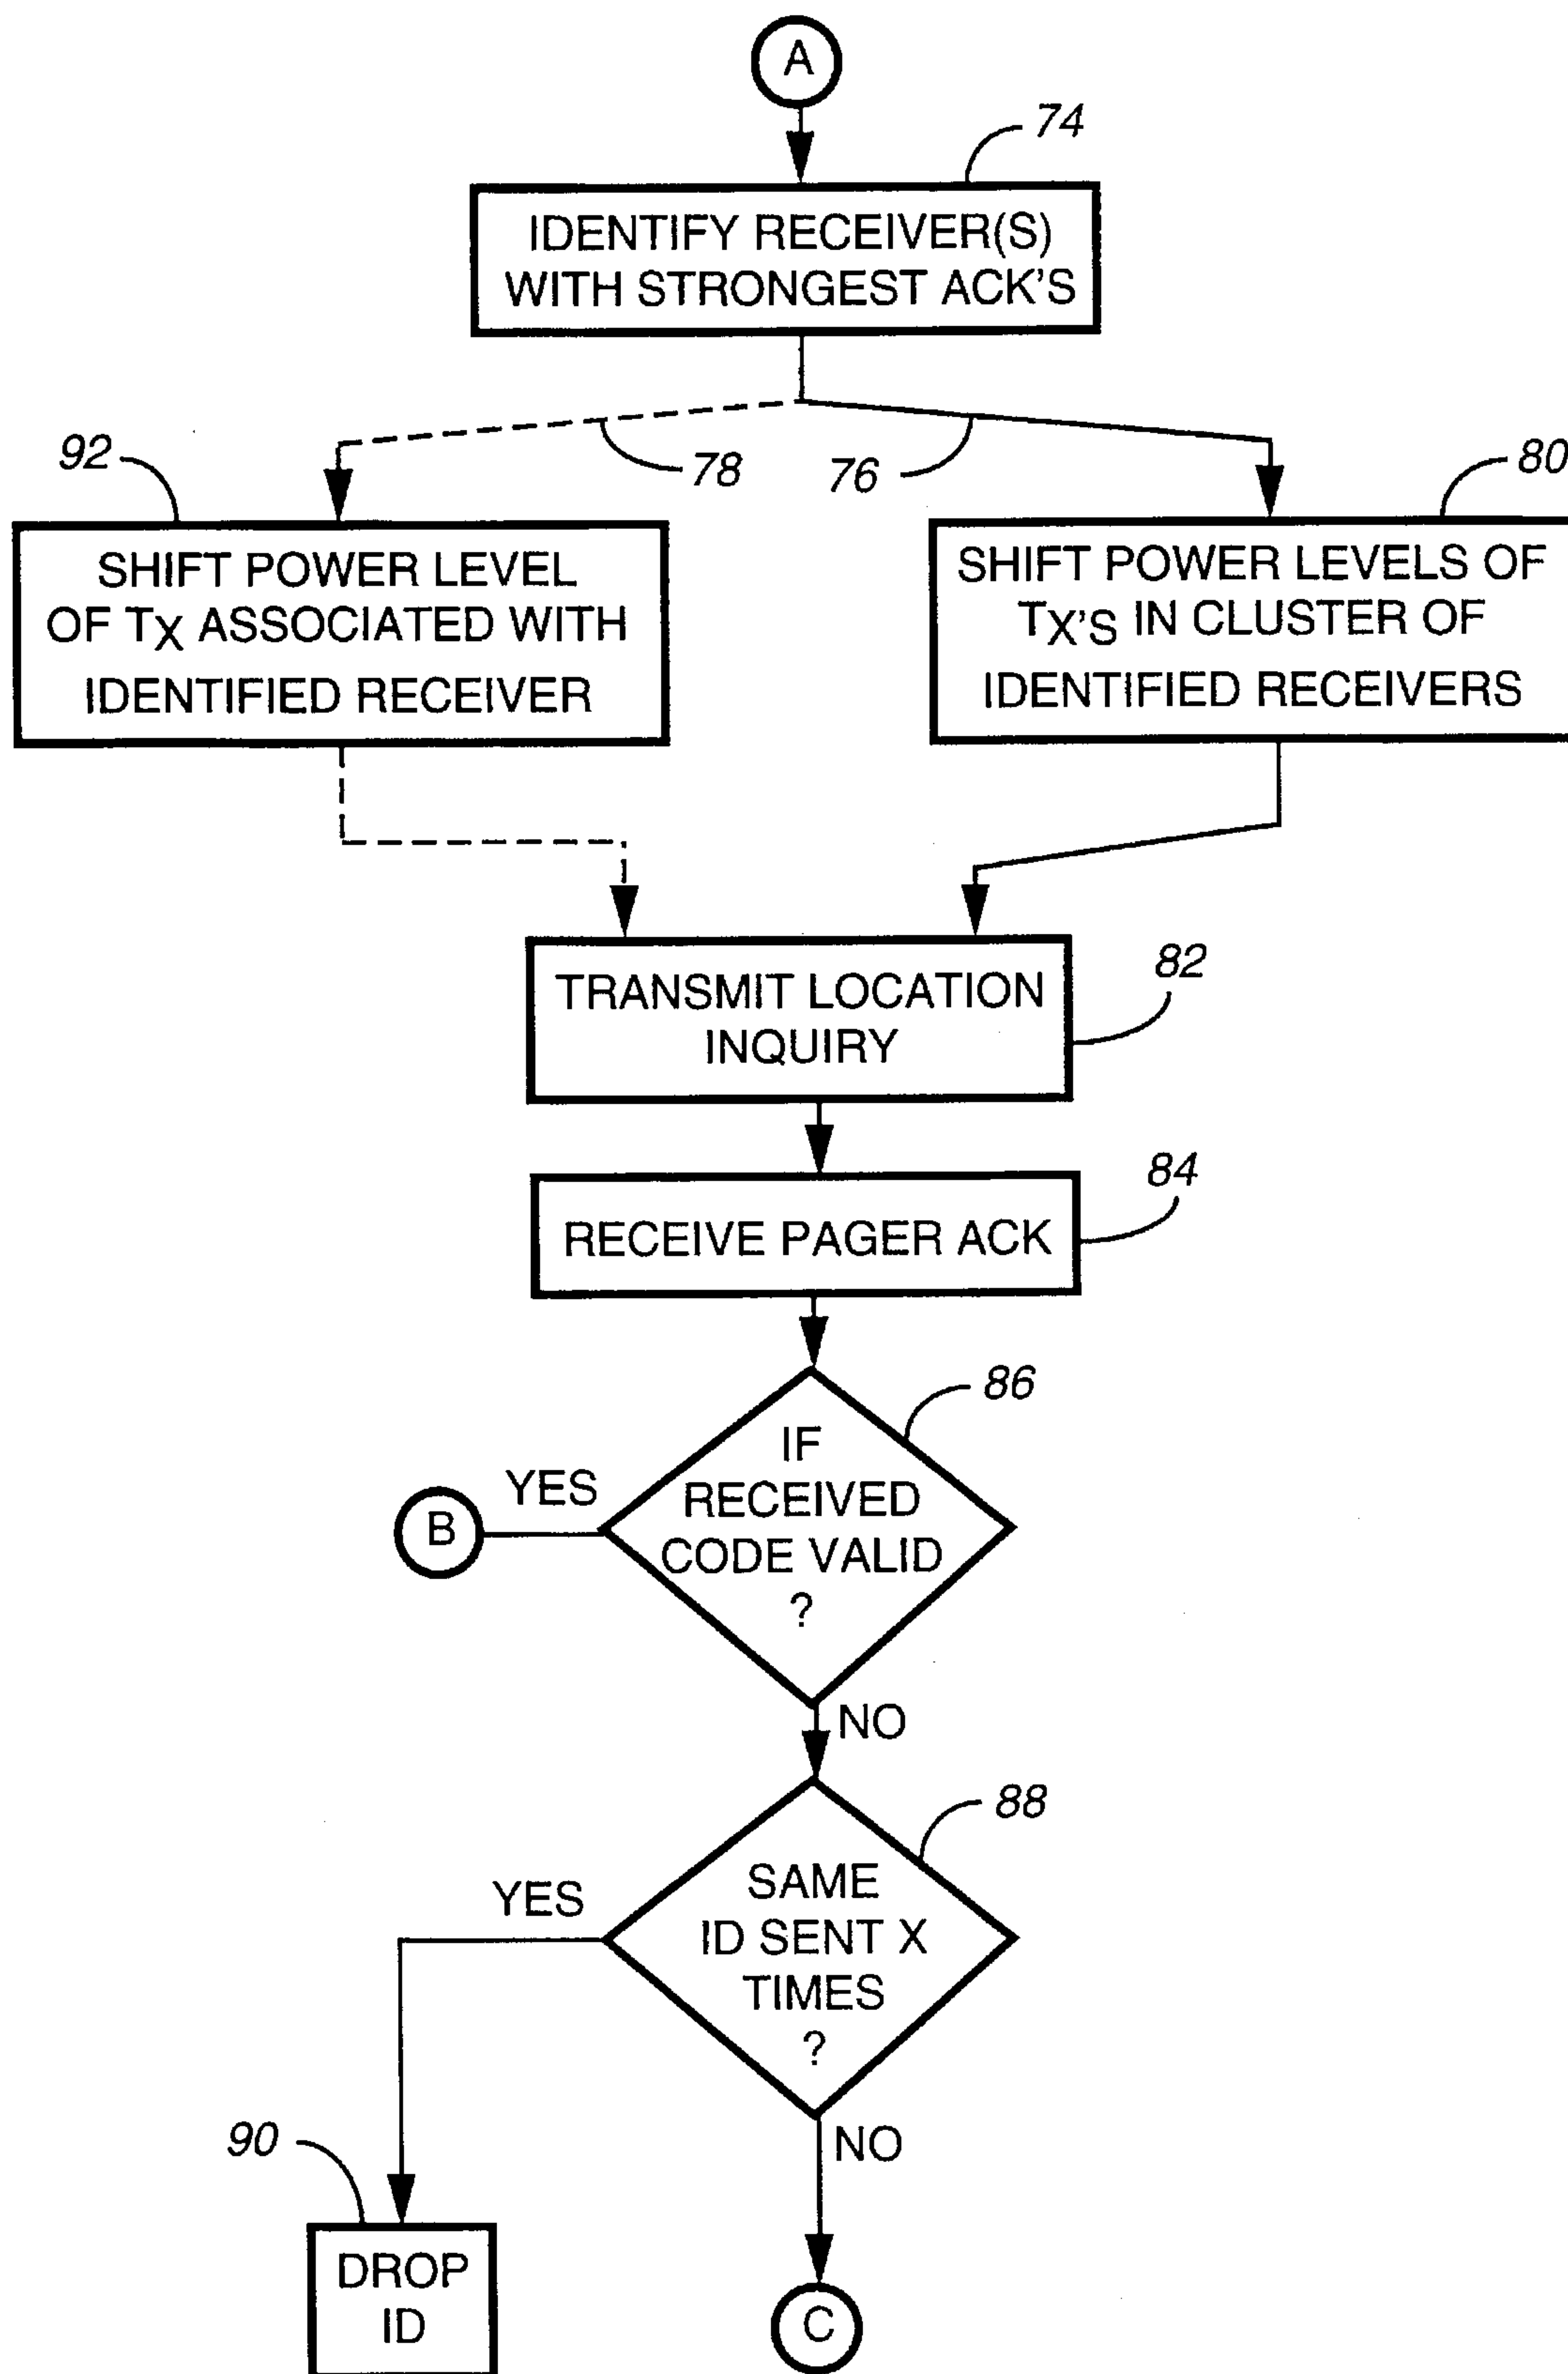 A
74
IDENTIFY RECEIVER(S)
WITH STRONGEST ACK'S
92
78
76
80
SHIFT POWER LEVEL
OF TX ASSOCIATED WITH
IDENTIFIED RECEIVER
SHIFT POWER LEVELS OF
TX'S IN CLUSTER OF
IDENTIFIED RECEIVERS
TRANSMIT LOCATION
INQUIRY
82
RECEIVE PAGER ACK
84
86
IF
RECEIVED
CODE VALID
?
YES
B
NO
88
SAME
ID SENT X
TIMES
?
YES
NO
90
DROP
ID
C